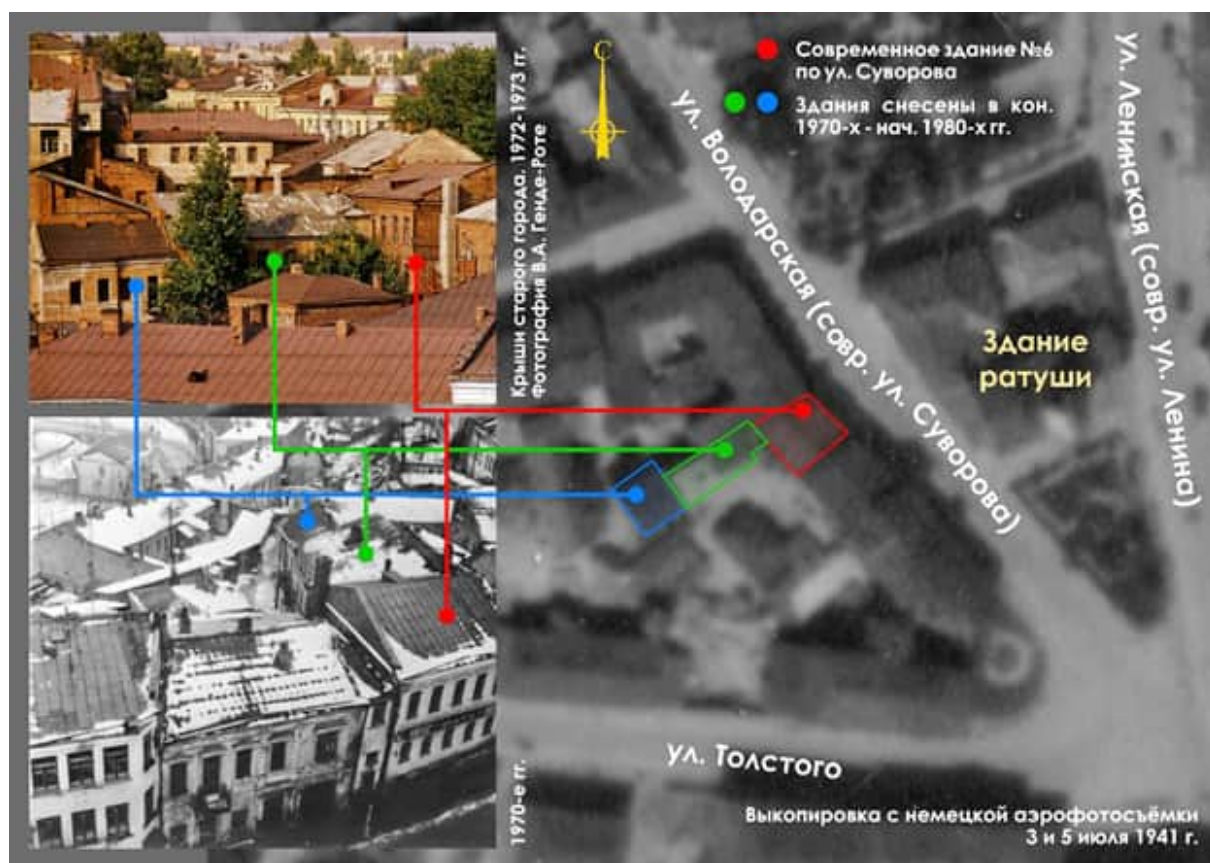 С
Современное здание №6
по ул. Суворова
Здания снесены в кон.
1970-х - нач. 1980-х гг.
Крыши старого города. 1972-1973 гг.
Фотография В.А. Генде-Роте
ул. Володарская (совр. ул. Суворова)
ул. Ленинская (совр. ул. Ленина)
Здание
ратуши
1970-е гг.
ул. Толстого
Выкопировка с немецкой аэрофотосъёмки
3 и 5 июля 1941 г.